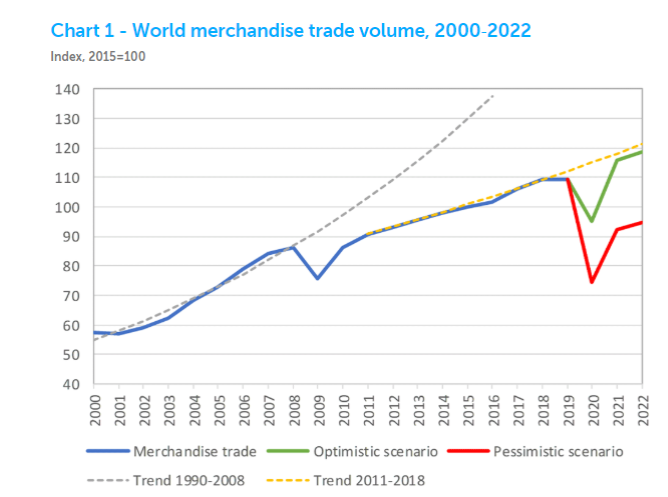 Chart 1 - World merchandise trade volume, 2000-2022
Index, 2015=100
140
130
120
110
100
90
80
70
60
50
40
2000 2001 2002 2003 2004 2005 2006 2007 2008 2009 2010 2011 2012 2013 2014 2015 2016 2017 2018 2019 2020 2021 2022
Merchandise trade Optimistic scenario Pessimistic scenario
Trend 1990-2008 Trend 2011-2018